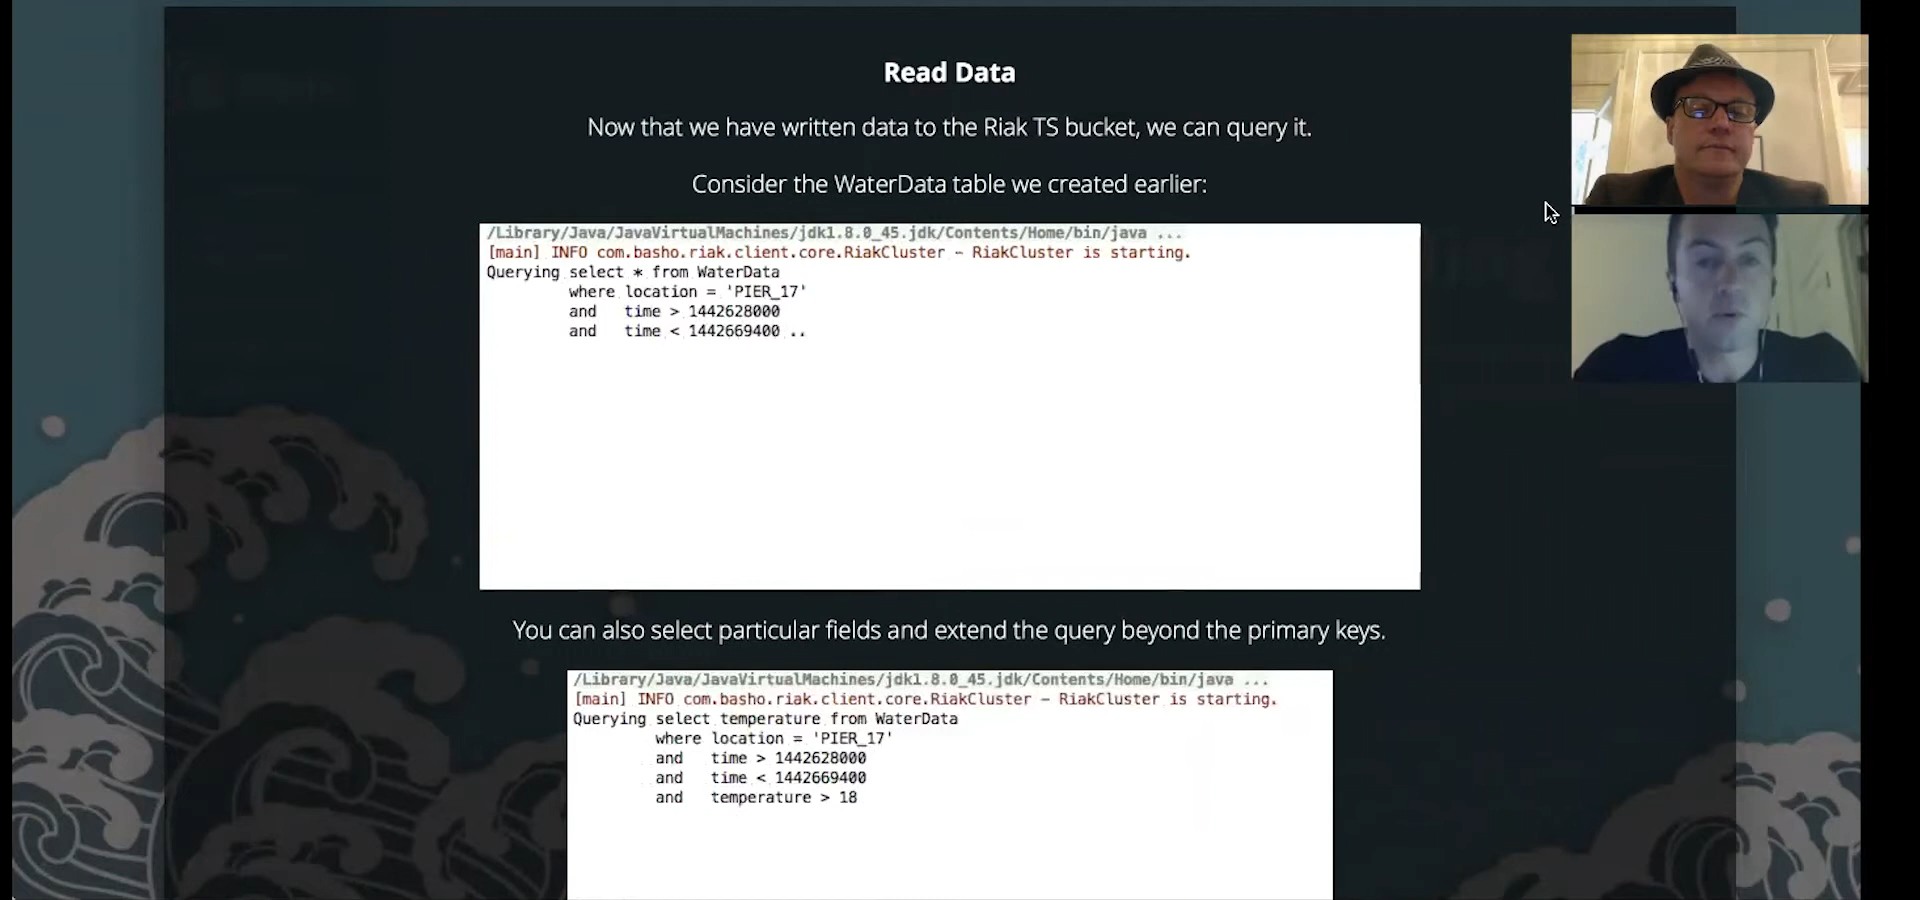 Read Data
Now that we have written data to the Riak TS bucket, we can query it.
Consider the WaterData table we created earlier:
/Library/Java/JavaVirtualMachines/jdk1.8.0_45.jdk/Contents/Home/bin/java ...
[main] INFO com.basho.riak.client.core.RiakCluster - RiakCluster is starting.
Querying select * from WaterData
where location = 'PIER_17'
and time > 1442628000
and time < 1442669400 ..
You can also select particular fields and extend the query beyond the primary keys.
/Library/Java/JavaVirtualMachines/jdk1.8.0_45.jdk/Contents/Home/bin/java ...
[main] INFO com.basho.riak.client.core.RiakCluster - RiakCluster is starting.
Querying select temperature from WaterData
where location = 'PIER_17'
and time > 1442628000
and time < 1442669400
and temperature > 18